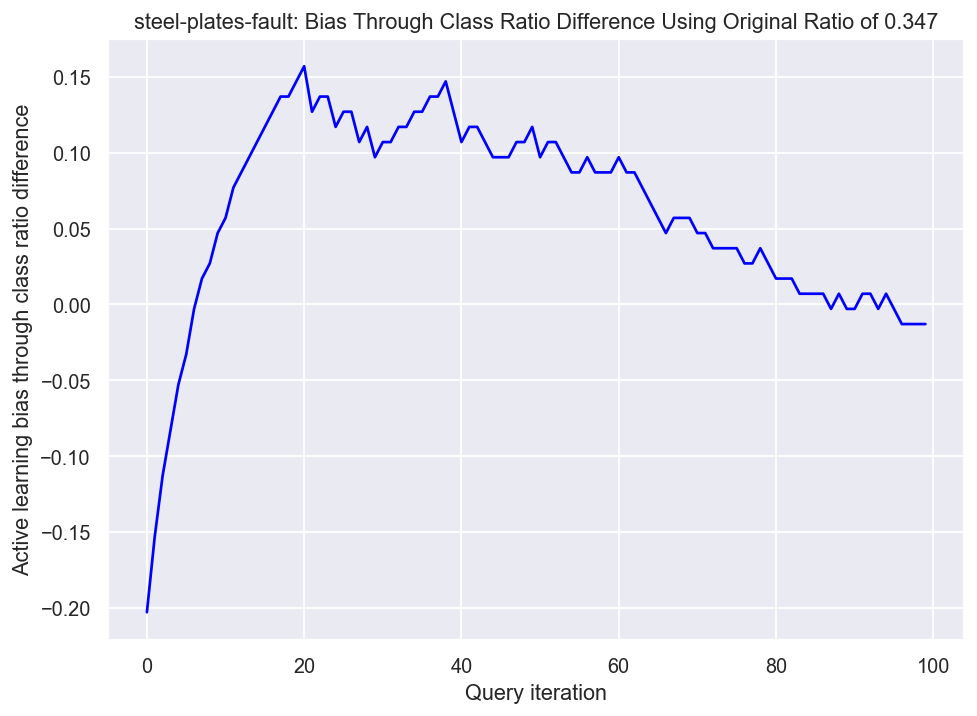 steel-plates-fault: Bias Through Class Ratio Difference Using Original Ratio of 0.347
Active learning bias through class ratio difference
0.15
0.10
0.05
0.00
−0.05
−0.10
−0.15
−0.20
0 20 40 60 80 100
Query iteration